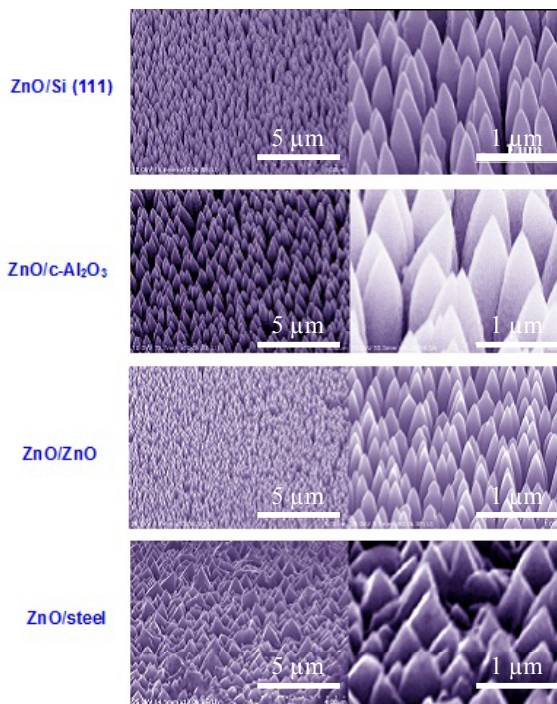 ZnO/Si (111)
5 µm
1 µm
ZnO/c-Al₂O₃
5 µm
1 µm
ZnO/ZnO
5 µm
1 µm
ZnO/steel
5 µm
1 µm